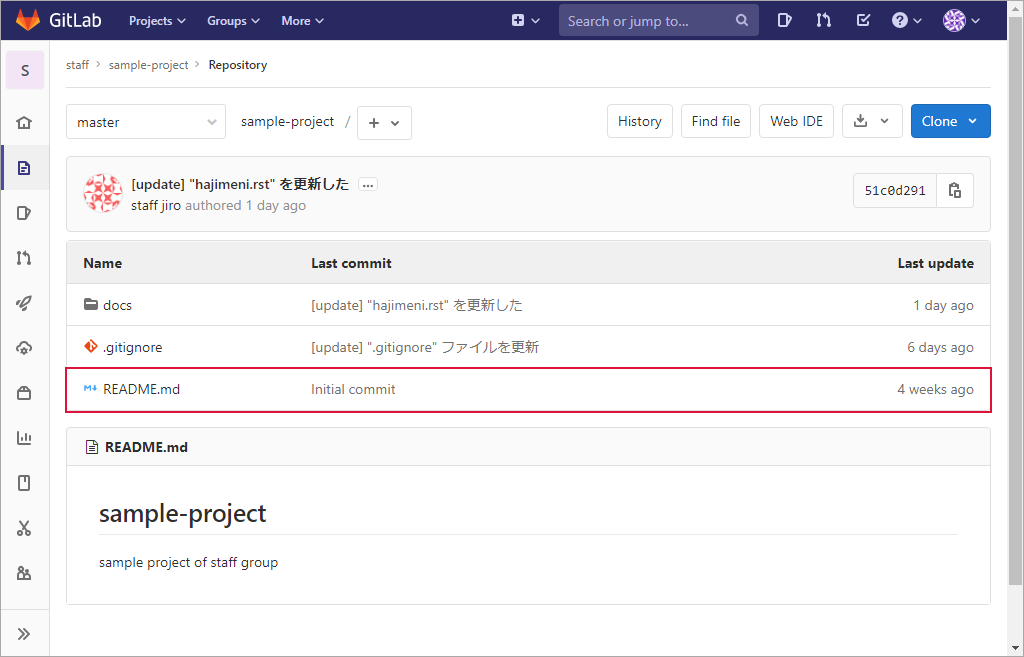 GitLab Projects Groups More Search or jump to...
S
staff > sample-project > Repository
master sample-project / + History Find file Web IDE Clone
[update] "hajimeni.rst" を更新した ...
staff jiro authored 1 day ago
51c0d291
Name Last commit Last update
docs [update] "hajimeni.rst" を更新した 1 day ago
.gitignore [update] ".gitignore" ファイルを更新 6 days ago
README.md Initial commit 4 weeks ago
README.md
sample-project
sample project of staff group